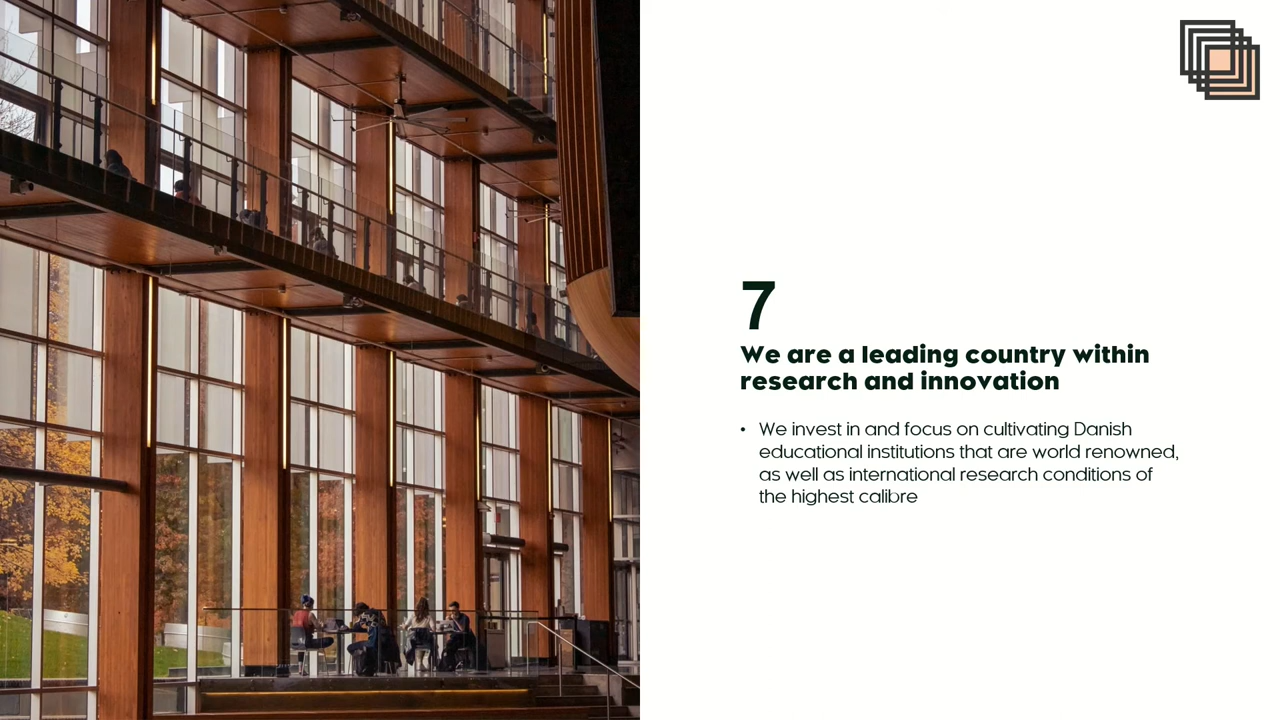 7
We are a leading country within
research and innovation
• We invest in and focus on cultivating Danish
educational institutions that are world renowned,
as well as international research conditions of
the highest calibre